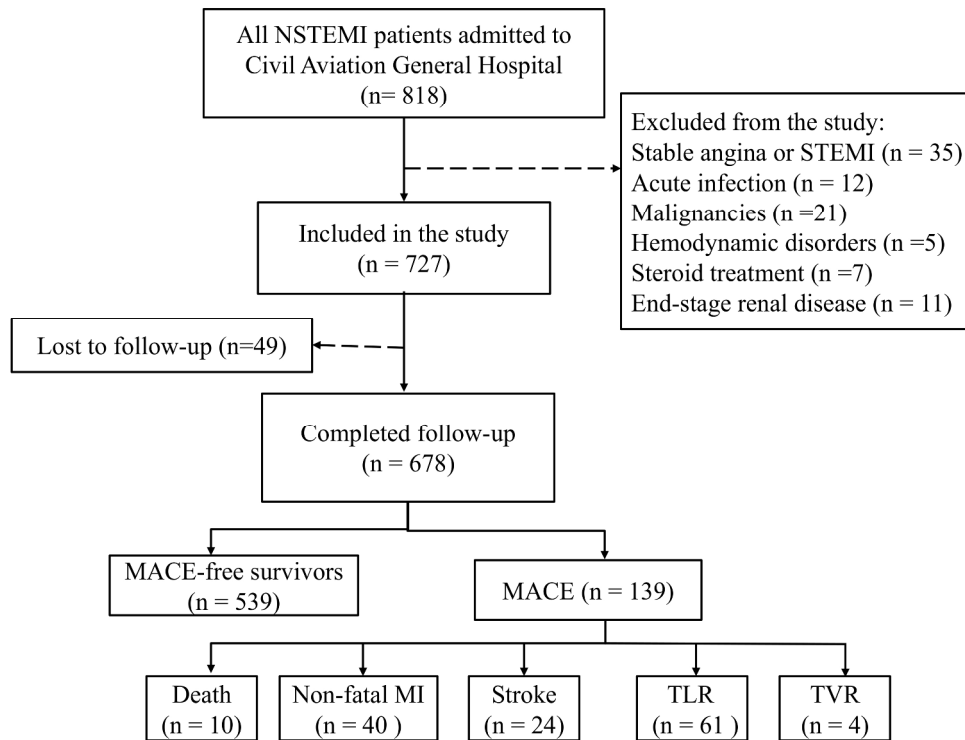 All NSTEMI patients admitted to
Civil Aviation General Hospital
(n= 818)
Excluded from the study:
Stable angina or STEMI (n = 35)
Acute infection (n = 12)
Malignancies (n =21)
Hemodynamic disorders (n =5)
Steroid treatment (n =7)
End-stage renal disease (n = 11)
Included in the study
(n = 727)
Lost to follow-up (n=49)
Completed follow-up
(n = 678)
MACE-free survivors
(n = 539)
MACE (n = 139)
Death
(n = 10)
Non-fatal MI
(n = 40 )
Stroke
(n = 24)
TLR
(n = 61 )
TVR
(n = 4)